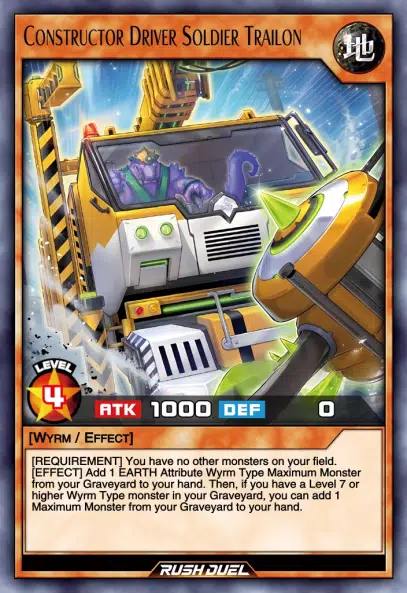 Constructor Driver Soldier Trailon
地
LEVEL
4
ATK 1000 DEF 0
[Wyrm / Effect]
[REQUIREMENT] You have no other monsters on your field.
[EFFECT] Add 1 EARTH Attribute Wyrm Type Maximum Monster
from your Graveyard to your hand. Then, if you have a Level 7 or
higher Wyrm Type monster in your Graveyard, you can add 1
Maximum Monster from your Graveyard to your hand.
RUSH DUEL